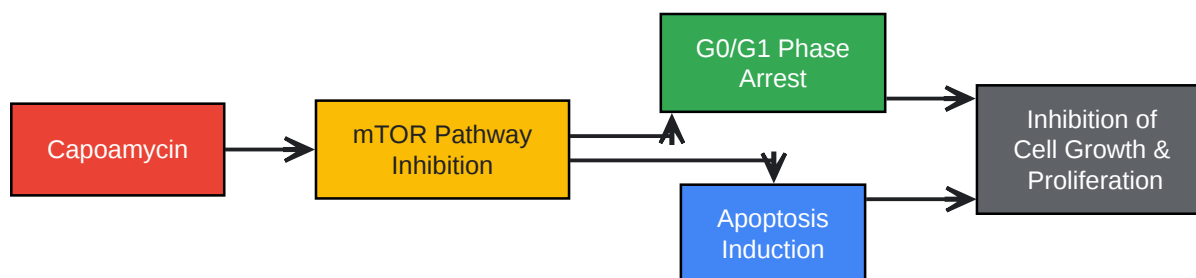 Capoamycin
mTOR Pathway
Inhibition
G0/G1 Phase
Arrest
Apoptosis
Induction
Inhibition of
Cell Growth &
Proliferation